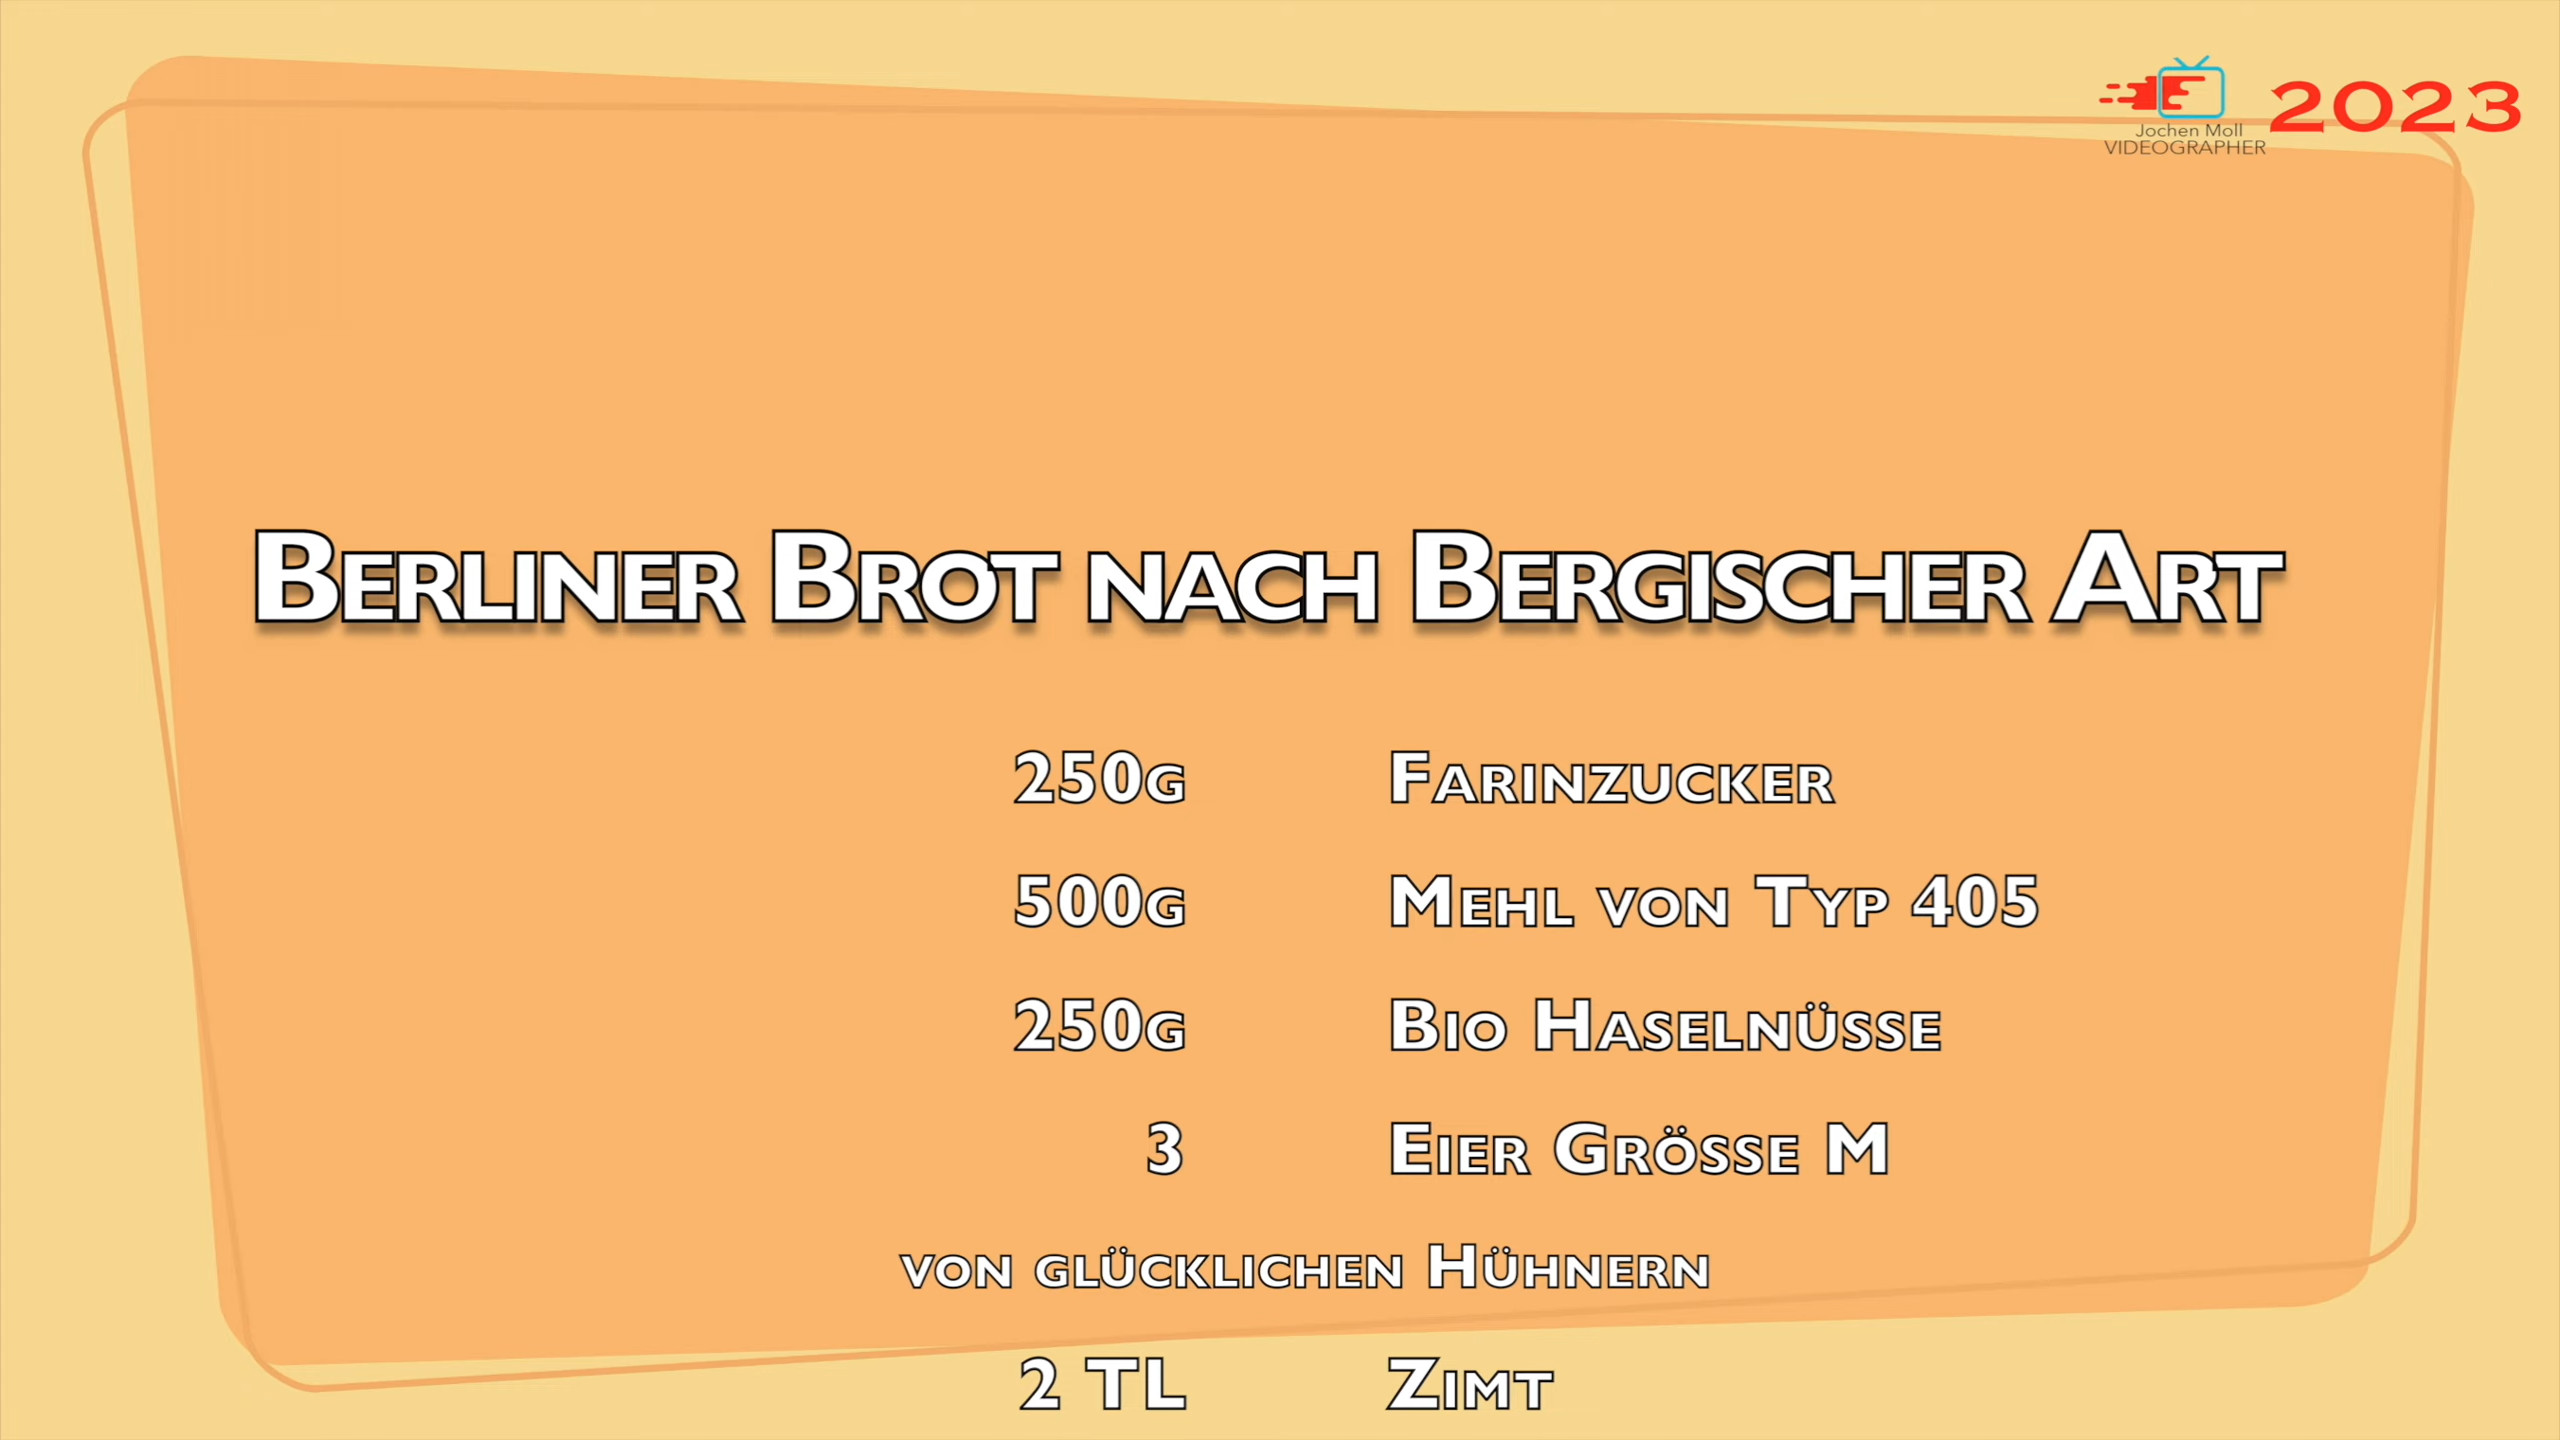 Jochen Moll
VIDEOGRAPHER
2023
Berliner Brot nach Bergischer Art
250g Farinzucker
500g Mehl von Typ 405
250g Bio Haselnüsse
3 Eier Grösse M
von glücklichen Hühnern
2 TL Zimt